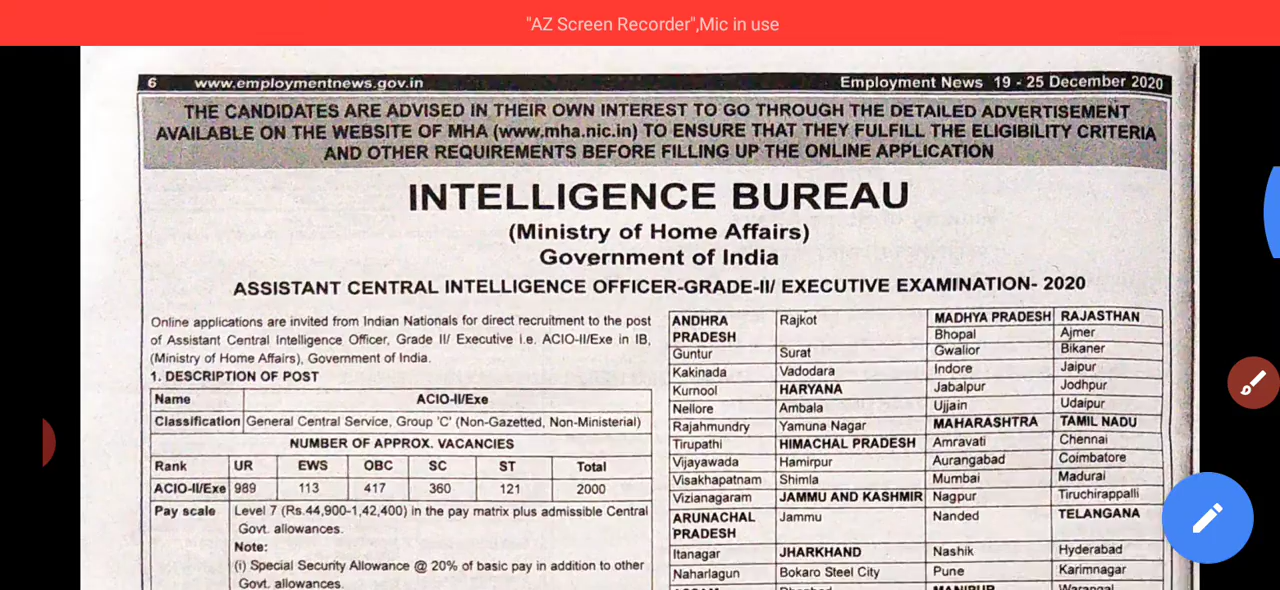 "AZ Screen Recorder",Mic in use
6 www.employmentnews.gov.in Employment News 19 - 25 December 2020
THE CANDIDATES ARE ADVISED IN THEIR OWN INTEREST TO GO THROUGH THE DETAILED ADVERTISEMENT
AVAILABLE ON THE WEBSITE OF MHA (www.mha.nic.in) TO ENSURE THAT THEY FULFILL THE ELIGIBILITY CRITERIA
AND OTHER REQUIREMENTS BEFORE FILLING UP THE ONLINE APPLICATION
INTELLIGENCE BUREAU
(Ministry of Home Affairs)
Government of India
ASSISTANT CENTRAL INTELLIGENCE OFFICER-GRADE-II/ EXECUTIVE EXAMINATION- 2020
Online applications are invited from Indian Nationals for direct recruitment to the post
of Assistant Central Intelligence Officer, Grade II/ Executive i.e. ACIO-II/Exe in IB,
(Ministry of Home Affairs), Government of India.
1. DESCRIPTION OF POST
Name ACIO-II/Exe
Classification General Central Service, Group 'C' (Non-Gazetted, Non-Ministerial)
NUMBER OF APPROX. VACANCIES
Rank UR EWS OBC SC ST Total
ACIO-II/Exe 989 113 417 360 121 2000
Pay scale Level 7 (Rs.44,900-1,42,400) in the pay matrix plus admissible Central
Govt. allowances.
Note:
(i) Special Security Allowance @ 20% of basic pay in addition to other
Govt. allowances.
ANDHRA Rajkot MADHYA PRADESH RAJASTHAN
PRADESH Bhopal Ajmer
Guntur Surat Gwalior Bikaner
Kakinada Vadodara Indore Jaipur
Kurnool HARYANA Jabalpur Jodhpur
Nellore Ambala Ujjain Udaipur
Rajahmundry Yamuna Nagar MAHARASHTRA TAMIL NADU
Tirupathi HIMACHAL PRADESH Amravati Chennai
Vijayawada Hamirpur Aurangabad Coimbatore
Visakhapatnam Shimla Mumbai Madurai
Vizianagaram JAMMU AND KASHMIR Nagpur Tiruchirappalli
ARUNACHAL Jammu Nanded TELANGANA
PRADESH
Itanagar JHARKHAND Nashik Hyderabad
Naharlagun Bokaro Steel City Pune Karimnagar
MANIPUR Warangal